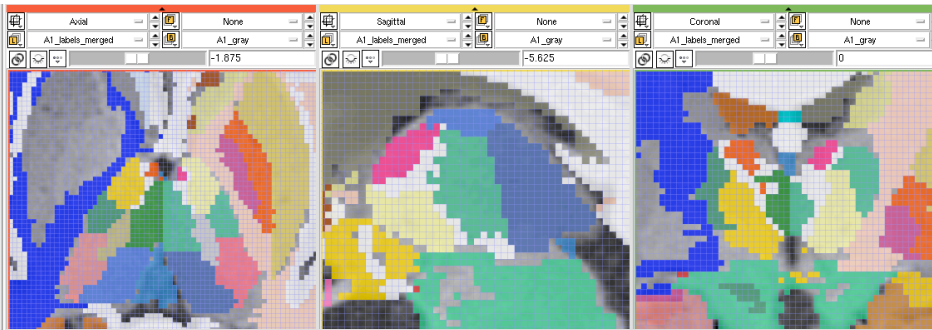 Axial None
A1_labels_merged A1_gray
-1.875
Sagittal None
A1_labels_merged A1_gray
-5.625
Coronal None
A1_labels_merged A1_gray
0